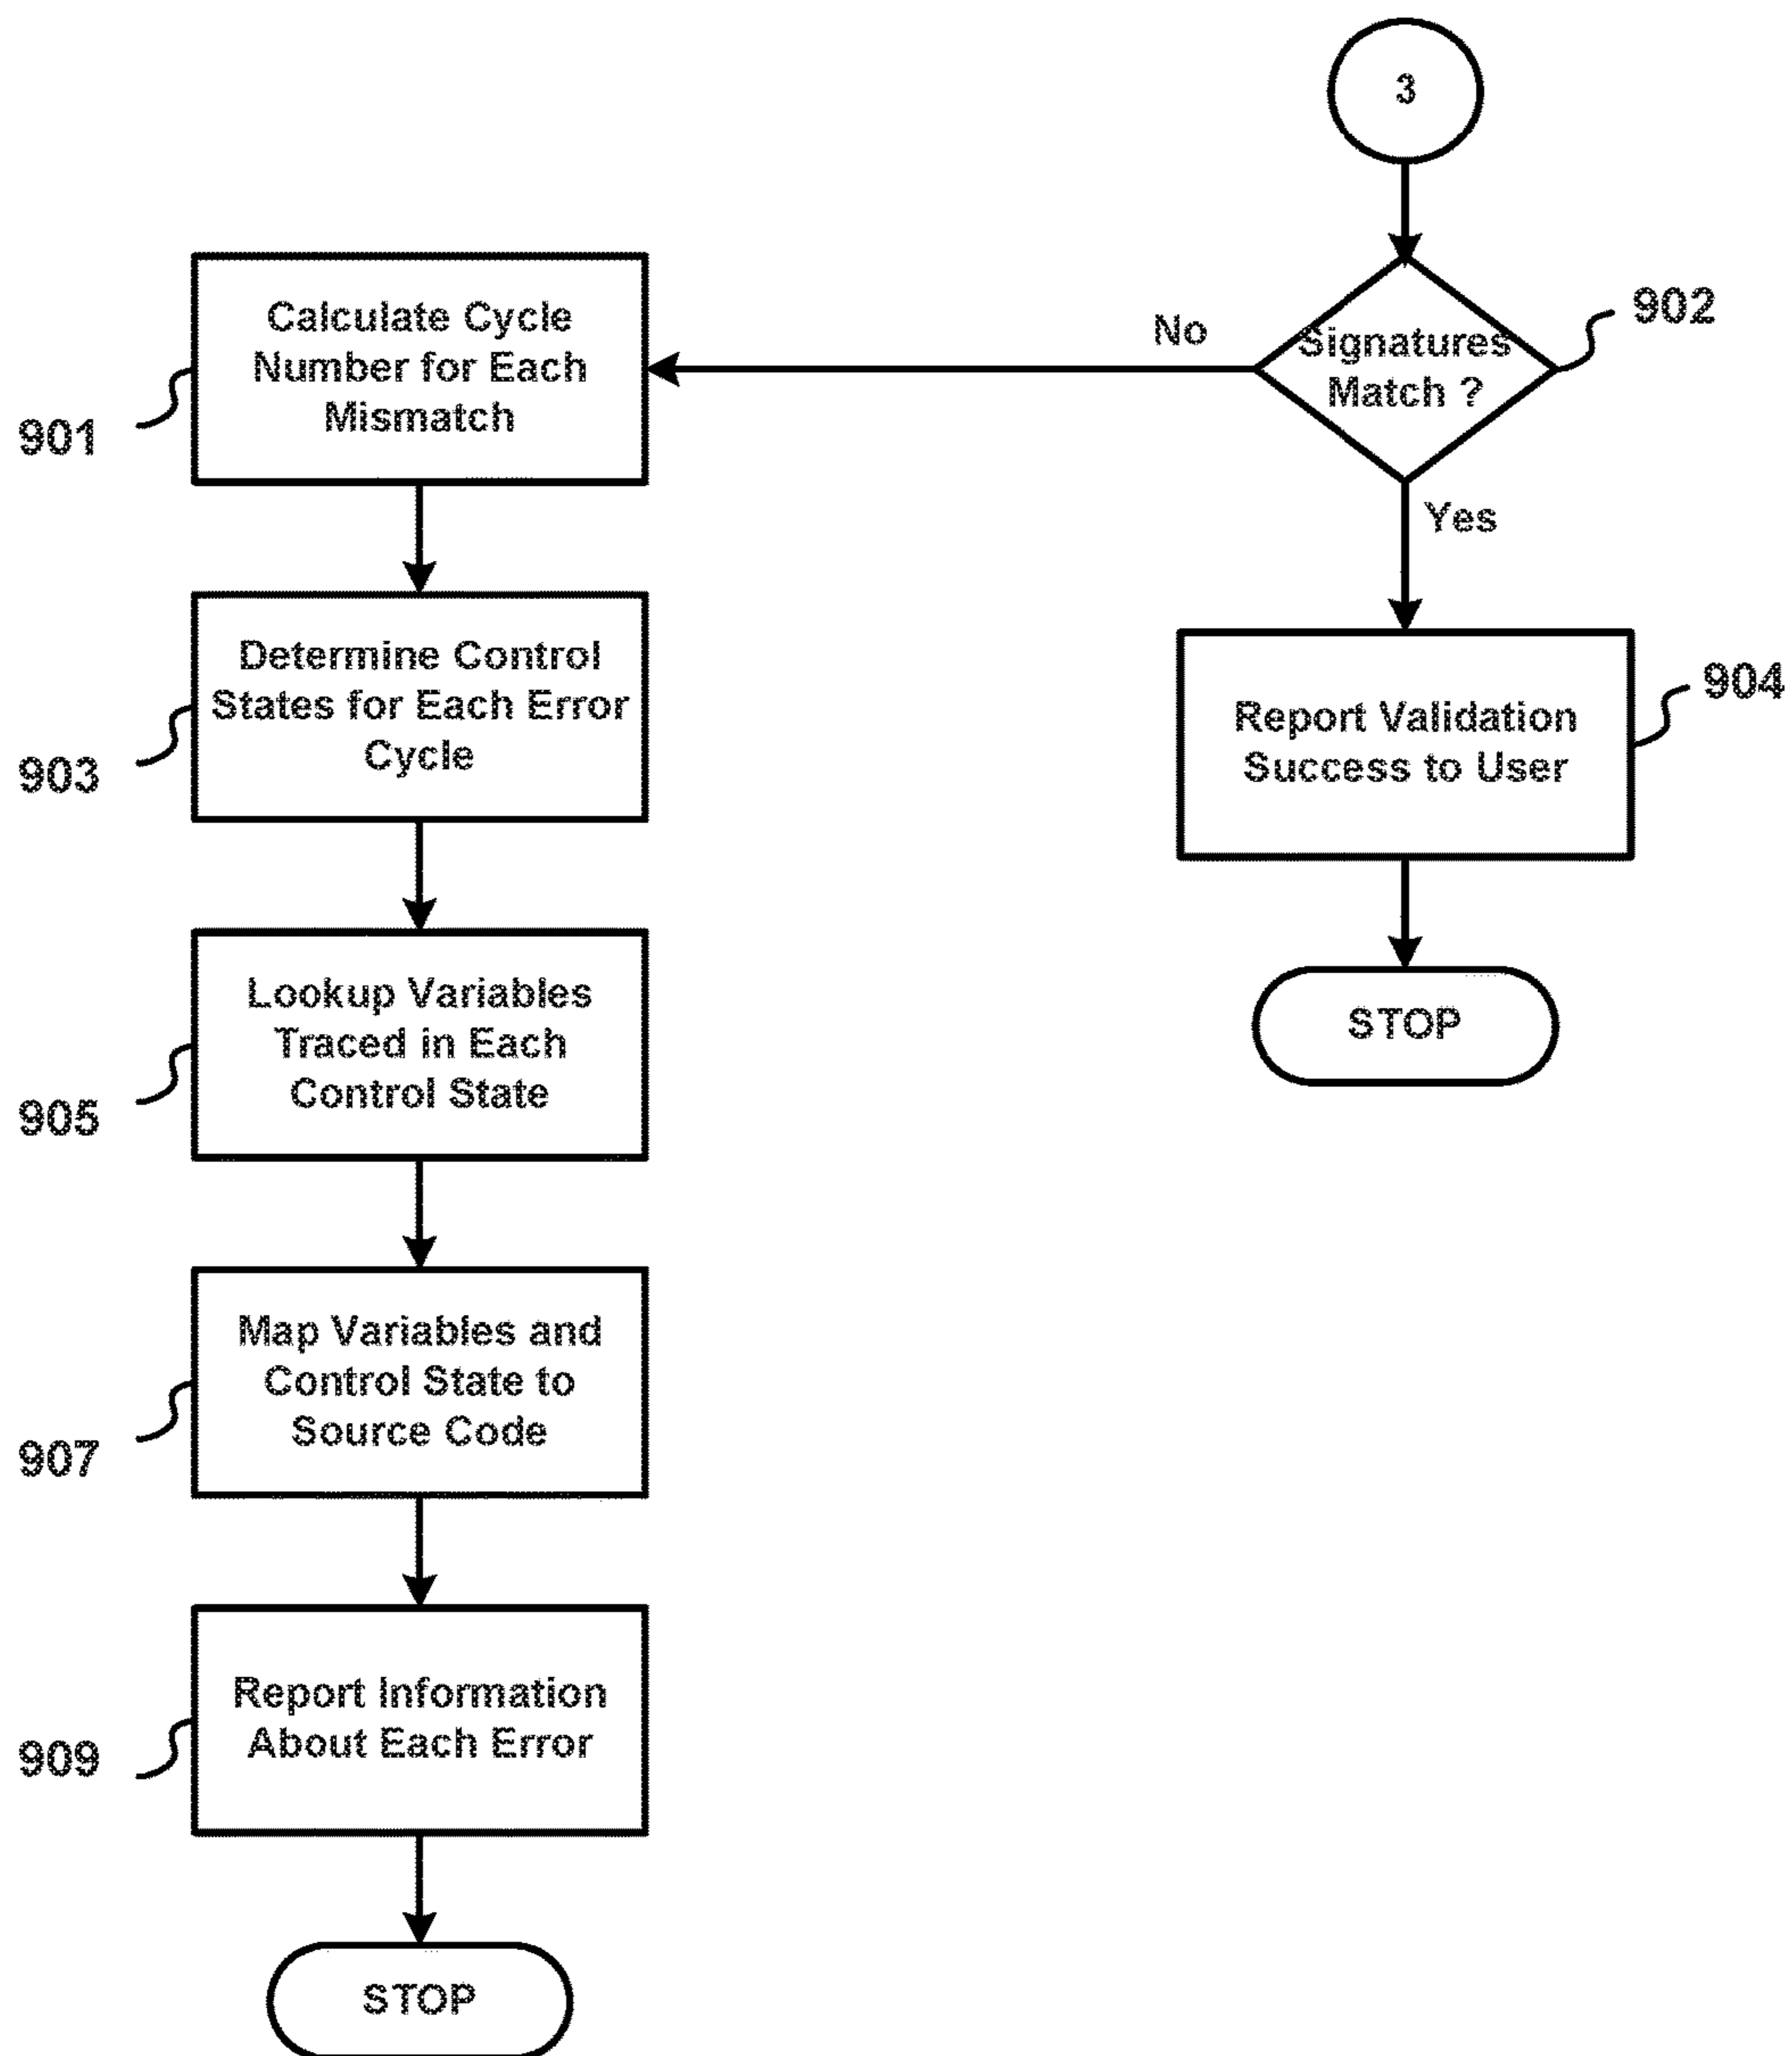 3
Signatures
Match ?
902
No
Yes
Calculate Cycle
Number for Each
Mismatch
901
Determine Control
States for Each Error
Cycle
903
Lookup Variables
Traced in Each
Control State
905
Map Variables and
Control State to
Source Code
907
Report Information
About Each Error
909
STOP
Report Validation
Success to User
904
STOP